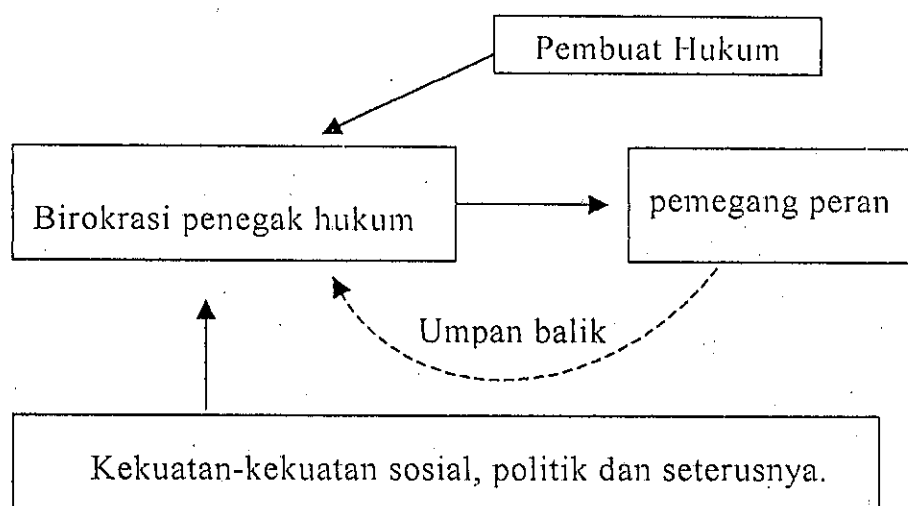 Pembuat Hukum
Birokrasi penegak hukum
pemegang peran
Umpan balik
Kekuatan-kekuatan sosial, politik dan seterusnya.